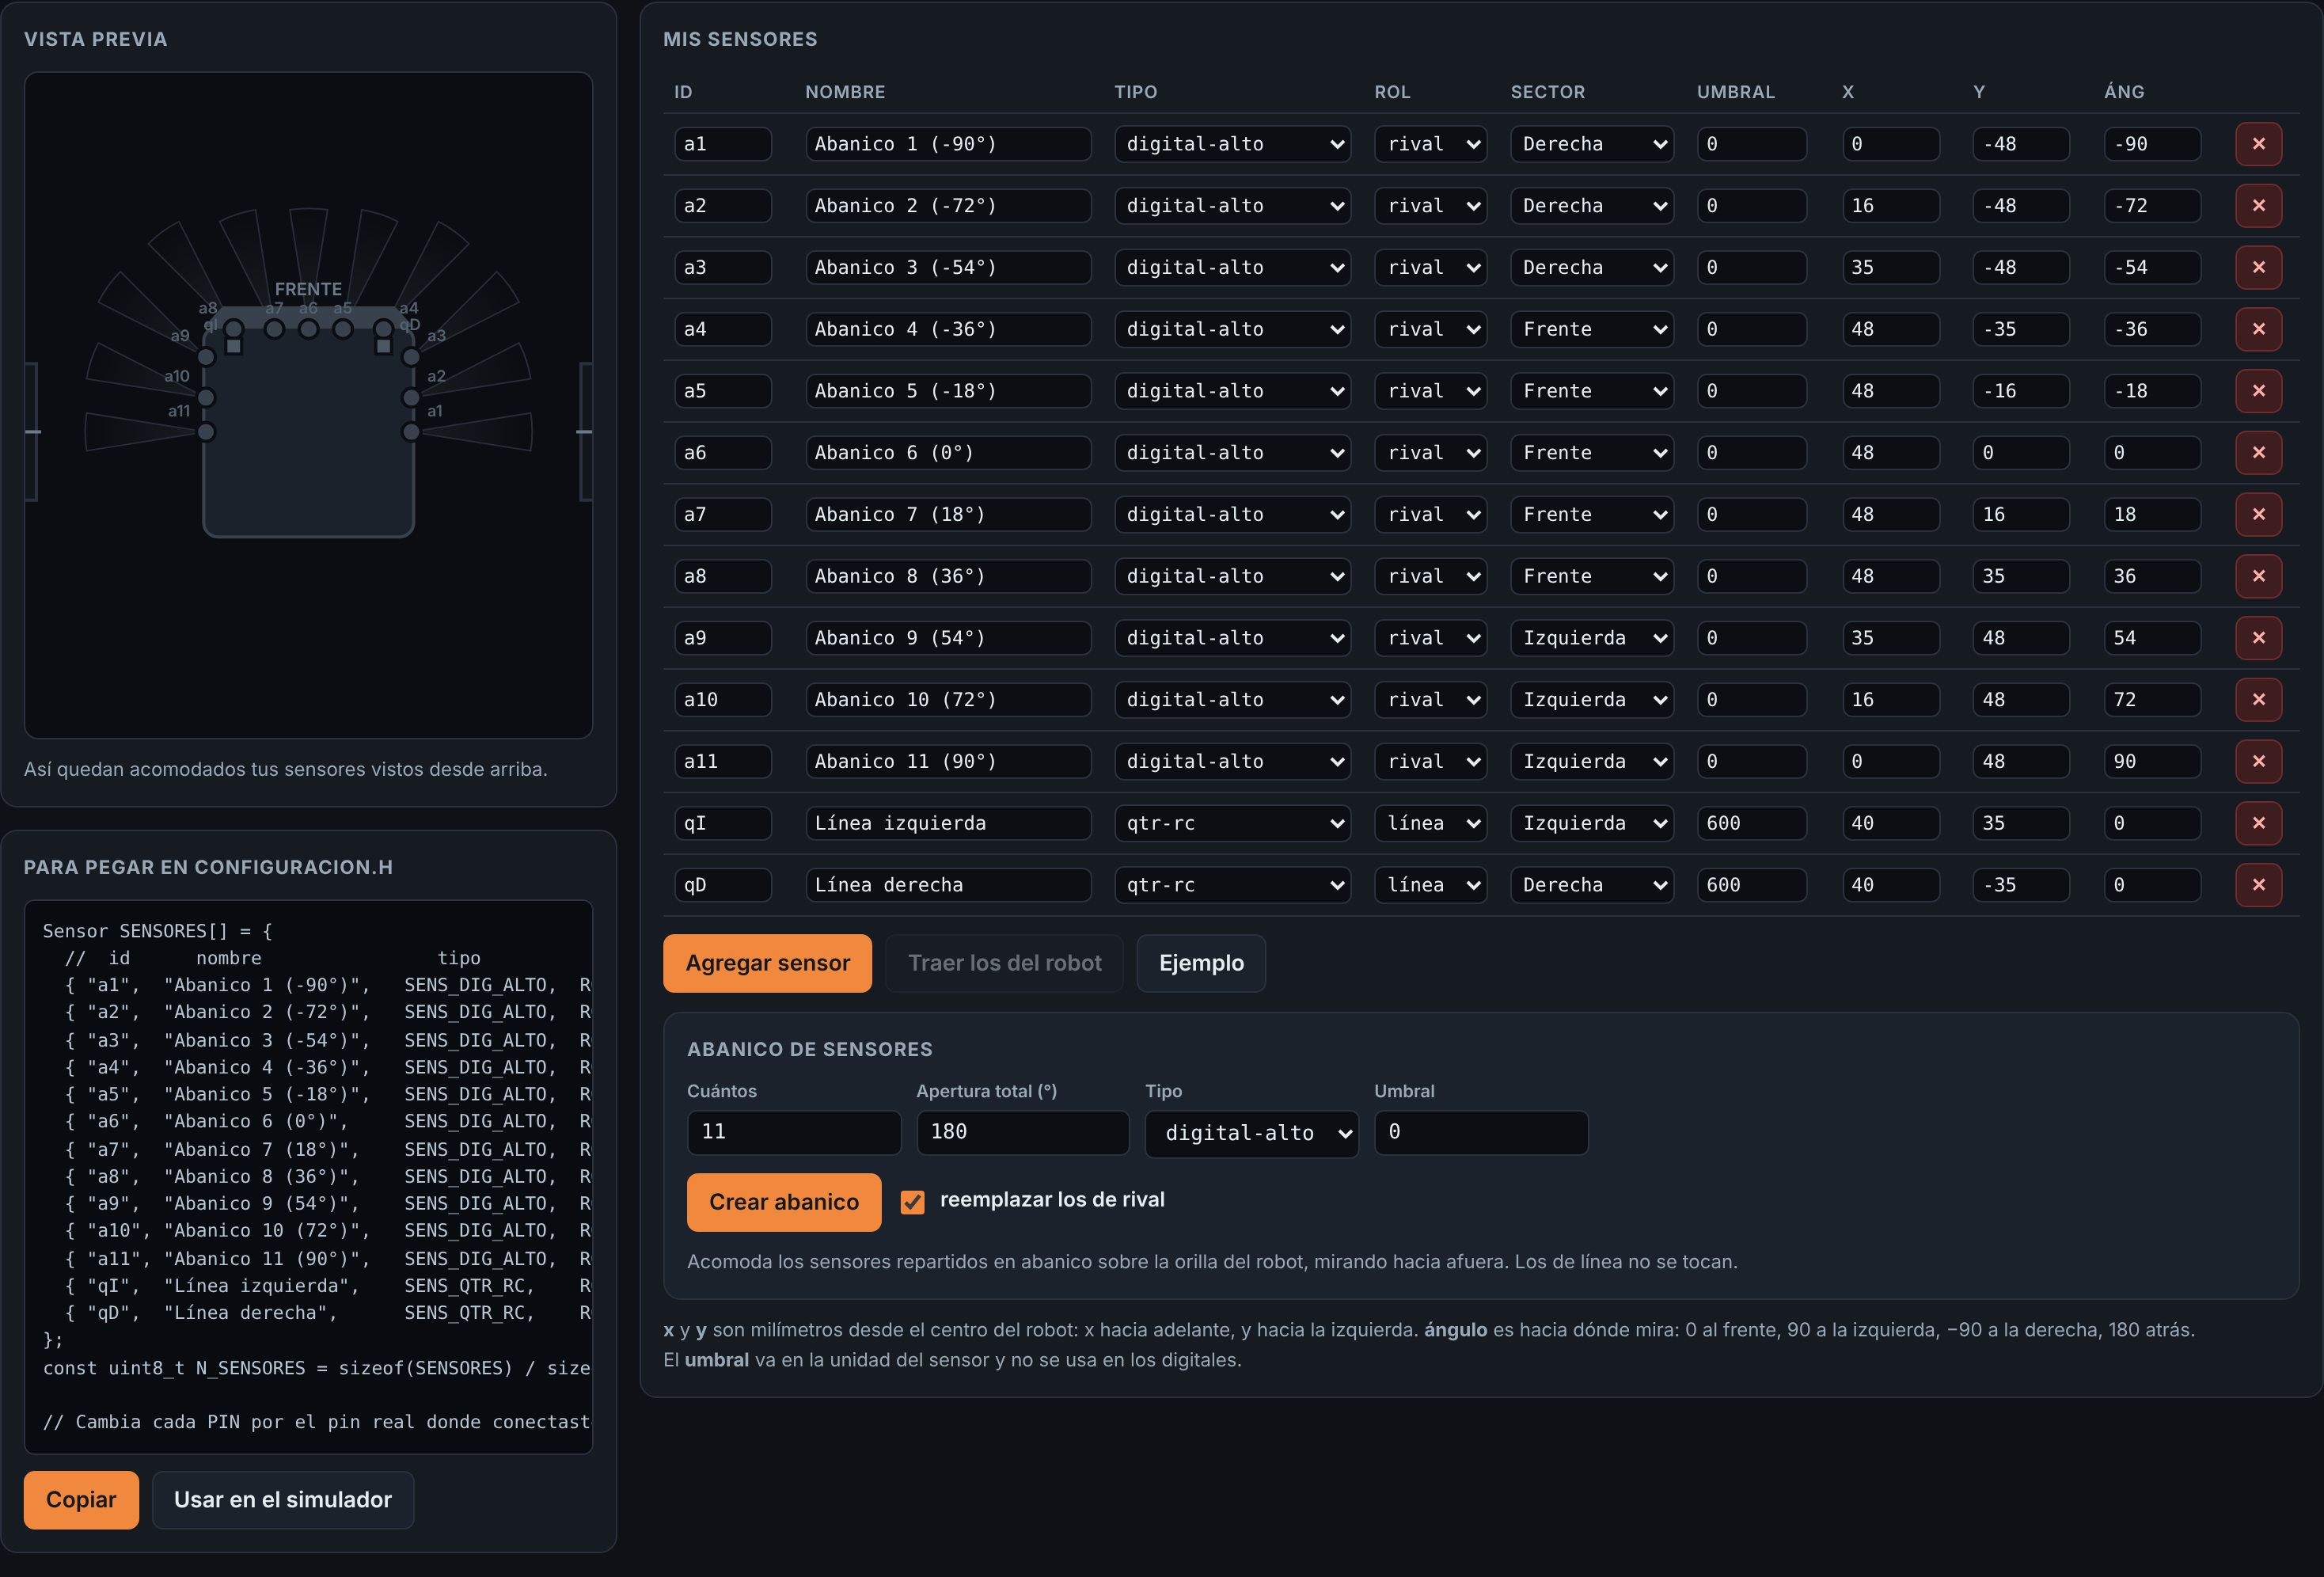 VISTA PREVIA
FRENTE
a8 a7 a6 a5 a4
qI qD
a9 a3
a10 a2
a11 a1
Así quedan acomodados tus sensores vistos desde arriba.
PARA PEGAR EN CONFIGURACION.H
Sensor SENSORES[] = {
// id nombre tipo
{ "a1", "Abanico 1 (-90°)", SENS_DIG_ALTO, R
{ "a2", "Abanico 2 (-72°)", SENS_DIG_ALTO, R
{ "a3", "Abanico 3 (-54°)", SENS_DIG_ALTO, R
{ "a4", "Abanico 4 (-36°)", SENS_DIG_ALTO, R
{ "a5", "Abanico 5 (-18°)", SENS_DIG_ALTO, R
{ "a6", "Abanico 6 (0°)", SENS_DIG_ALTO, R
{ "a7", "Abanico 7 (18°)", SENS_DIG_ALTO, R
{ "a8", "Abanico 8 (36°)", SENS_DIG_ALTO, R
{ "a9", "Abanico 9 (54°)", SENS_DIG_ALTO, R
{ "a10", "Abanico 10 (72°)", SENS_DIG_ALTO, R
{ "a11", "Abanico 11 (90°)", SENS_DIG_ALTO, R
{ "qI", "Línea izquierda", SENS_QTR_RC, R
{ "qD", "Línea derecha", SENS_QTR_RC, R
};
const uint8_t N_SENSORES = sizeof(SENSORES) / size
// Cambia cada PIN por el pin real donde conectast
Copiar Usar en el simulador
MIS SENSORES
ID NOMBRE TIPO ROL SECTOR UMBRAL X Y ÁNG
a1 Abanico 1 (-90°) digital-alto rival Derecha 0 0 -48 -90 ×
a2 Abanico 2 (-72°) digital-alto rival Derecha 0 16 -48 -72 ×
a3 Abanico 3 (-54°) digital-alto rival Derecha 0 35 -48 -54 ×
a4 Abanico 4 (-36°) digital-alto rival Frente 0 48 -35 -36 ×
a5 Abanico 5 (-18°) digital-alto rival Frente 0 48 -16 -18 ×
a6 Abanico 6 (0°) digital-alto rival Frente 0 48 0 0 ×
a7 Abanico 7 (18°) digital-alto rival Frente 0 48 16 18 ×
a8 Abanico 8 (36°) digital-alto rival Frente 0 48 35 36 ×
a9 Abanico 9 (54°) digital-alto rival Izquierda 0 35 48 54 ×
a10 Abanico 10 (72°) digital-alto rival Izquierda 0 16 48 72 ×
a11 Abanico 11 (90°) digital-alto rival Izquierda 0 0 48 90 ×
qI Línea izquierda qtr-rc línea Izquierda 600 40 35 0 ×
qD Línea derecha qtr-rc línea Derecha 600 40 -35 0 ×
Agregar sensor Traer los del robot Ejemplo
ABANICO DE SENSORES
Cuántos Apertura total (°) Tipo Umbral
11 180 digital-alto 0
Crear abanico reemplazar los de rival
Acomoda los sensores repartidos en abanico sobre la orilla del robot, mirando hacia afuera. Los de línea no se tocan.
x y y son milímetros desde el centro del robot: x hacia adelante, y hacia la izquierda. ángulo es hacia dónde mira: 0 al frente, 90 a la izquierda, −90 a la derecha, 180 atrás.
El umbral va en la unidad del sensor y no se usa en los digitales.